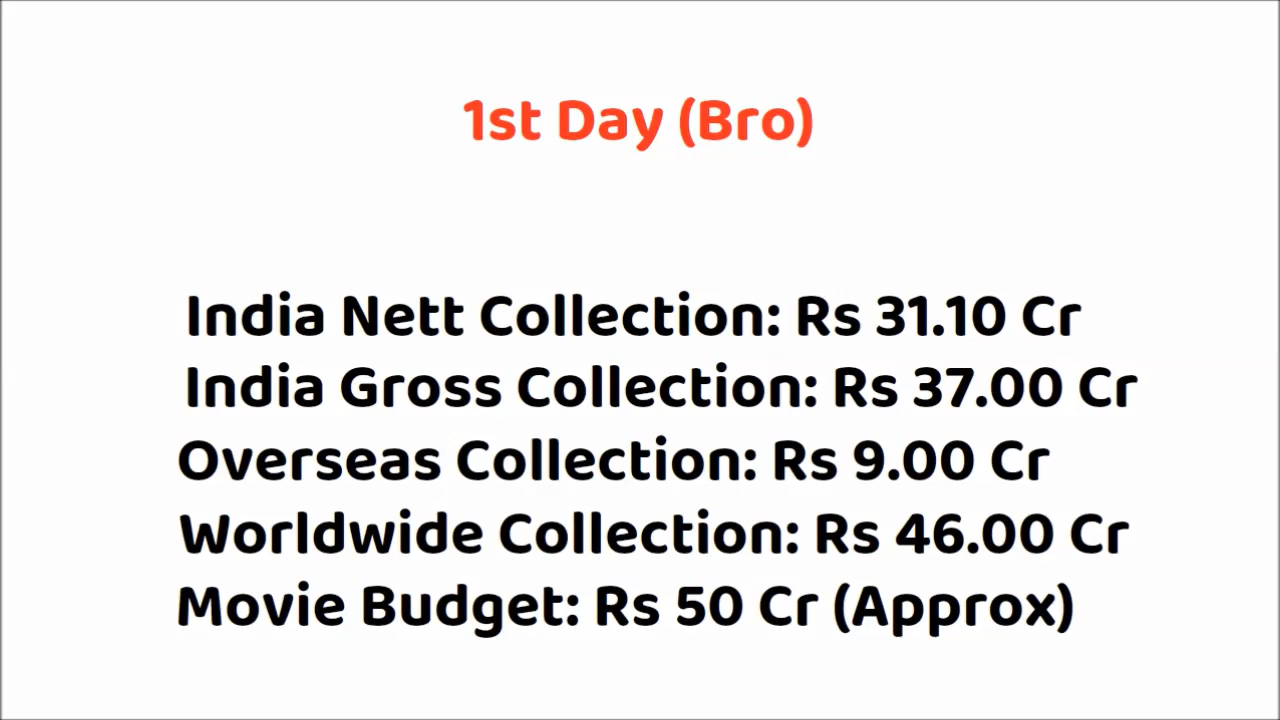 1st Day (Bro)
India Nett Collection: Rs 31.10 Cr
India Gross Collection: Rs 37.00 Cr
Overseas Collection: Rs 9.00 Cr
Worldwide Collection: Rs 46.00 Cr
Movie Budget: Rs 50 Cr (Approx)